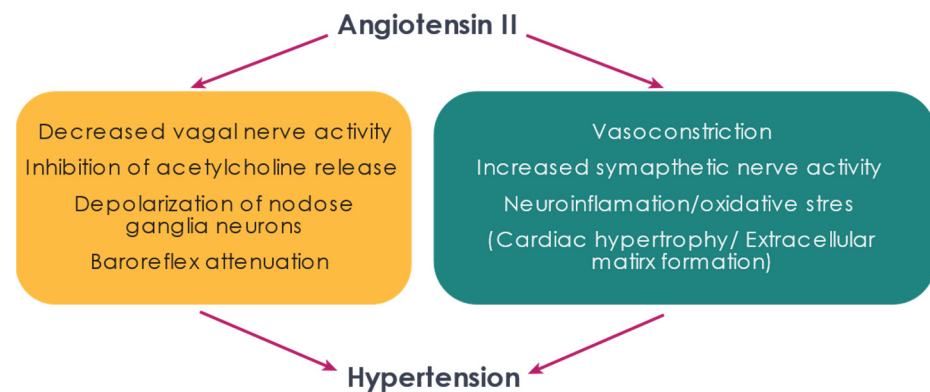 Angiotensin II
Decreased vagal nerve activity
Inhibition of acetylcholine release
Depolarization of nodose
ganglia neurons
Baroreflex attenuation
Vasoconstriction
Increased symapthetic nerve activity
Neuroinflamation/oxidative stres
(Cardiac hypertrophy/ Extracellular
matirx formation)
Hypertension